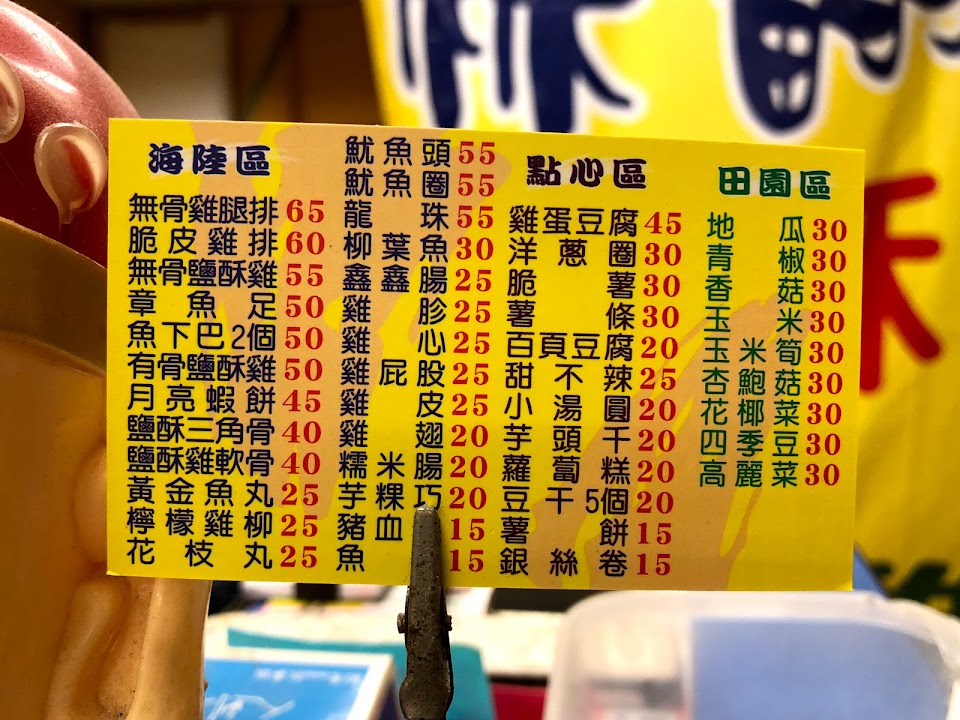 海陸區
無骨雞腿排 65
脆皮雞排 60
無骨鹽酥雞 55
章魚足 50
魚下巴2個 50
有骨鹽酥雞 50
月亮蝦餅 45
鹽酥三角骨 40
鹽酥雞軟骨 40
黃金魚丸 25
檸檬雞柳 25
花枝丸 25
魷魚頭 55
魷魚圈 55
龍珠 55
柳葉魚 30
鑫鑫腸 25
雞胗 25
雞心 25
雞屁股 25
雞皮 25
雞翅 20
糯米腸 20
芋粿巧 20
豬血 15
魚 15
點心區
雞蛋豆腐 45
洋蔥圈 30
脆薯 30
薯條 30
百頁豆腐 20
甜不辣 25
小湯圓 20
芋頭千 20
蘿蔔糕 20
豆干5個 20
薯餅 15
銀絲卷 15
田園區
地瓜 30
青椒 30
香菇 30
玉米 30
玉米筍 30
杏鮑菇 30
花椰菜 30
四季豆 30
高麗菜 30